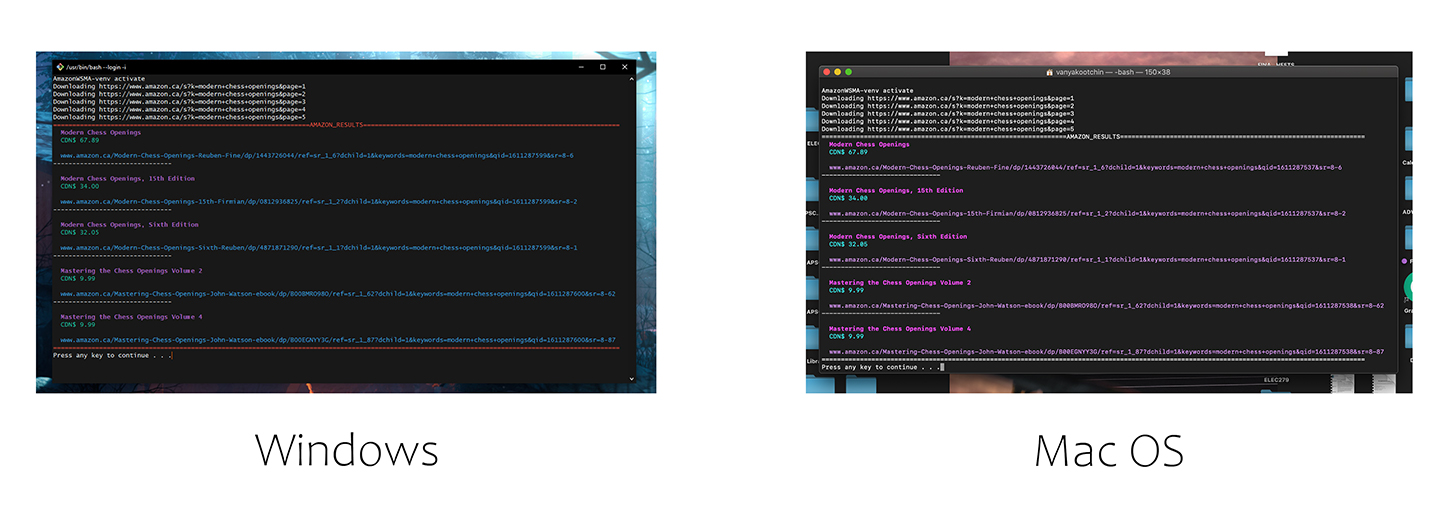 /usr/bin/bash --login -i
AmazonWSMA-venv activate
Downloading https://www.amazon.ca/s?k=modern+chess+openings&page=1
Downloading https://www.amazon.ca/s?k=modern+chess+openings&page=2
Downloading https://www.amazon.ca/s?k=modern+chess+openings&page=3
Downloading https://www.amazon.ca/s?k=modern+chess+openings&page=4
Downloading https://www.amazon.ca/s?k=modern+chess+openings&page=5
AMAZON_RESULTS
Modern Chess Openings
CDN$ 67.89
www.amazon.ca/Modern-Chess-Openings-Reuben-Fine/dp/1443726044/ref=sr_1_6?dchild=1&keywords=modern+chess+openings&qid=1611287599&sr=8-6
------------------------------
Modern Chess Openings, 15th Edition
CDN$ 34.00
www.amazon.ca/Modern-Chess-Openings-15th-Firmian/dp/0812936825/ref=sr_1_2?dchild=1&keywords=modern+chess+openings&qid=1611287599&sr=8-2
------------------------------
Modern Chess Openings, Sixth Edition
CDN$ 32.05
www.amazon.ca/Modern-Chess-Openings-Sixth-Reuben/dp/4871871290/ref=sr_1_1?dchild=1&keywords=modern+chess+openings&qid=1611287599&sr=8-1
------------------------------
Mastering the Chess Openings Volume 2
CDN$ 9.99
www.amazon.ca/Mastering-Chess-Openings-John-Watson-ebook/dp/B00BMRO98O/ref=sr_1_62?dchild=1&keywords=modern+chess+openings&qid=1611287600&sr=8-62
------------------------------
Mastering the Chess Openings Volume 4
CDN$ 9.99
www.amazon.ca/Mastering-Chess-Openings-John-Watson-ebook/dp/B00EGNYY3G/ref=sr_1_87?dchild=1&keywords=modern+chess+openings&qid=1611287600&sr=8-87
Press any key to continue . . .
Windows
vanyakootchin — -bash — 150×38
AmazonWSMA-venv activate
Downloading https://www.amazon.ca/s?k=modern+chess+openings&page=1
Downloading https://www.amazon.ca/s?k=modern+chess+openings&page=2
Downloading https://www.amazon.ca/s?k=modern+chess+openings&page=3
Downloading https://www.amazon.ca/s?k=modern+chess+openings&page=4
Downloading https://www.amazon.ca/s?k=modern+chess+openings&page=5
AMAZON_RESULTS
Modern Chess Openings
CDN$ 67.89
www.amazon.ca/Modern-Chess-Openings-Reuben-Fine/dp/1443726044/ref=sr_1_6?dchild=1&keywords=modern+chess+openings&qid=1611287537&sr=8-6
------------------------------
Modern Chess Openings, 15th Edition
CDN$ 34.00
www.amazon.ca/Modern-Chess-Openings-15th-Firmian/dp/0812936825/ref=sr_1_2?dchild=1&keywords=modern+chess+openings&qid=1611287537&sr=8-2
------------------------------
Modern Chess Openings, Sixth Edition
CDN$ 32.05
www.amazon.ca/Modern-Chess-Openings-Sixth-Reuben/dp/4871871290/ref=sr_1_1?dchild=1&keywords=modern+chess+openings&qid=1611287537&sr=8-1
------------------------------
Mastering the Chess Openings Volume 2
CDN$ 9.99
www.amazon.ca/Mastering-Chess-Openings-John-Watson-ebook/dp/B00BMRO98O/ref=sr_1_62?dchild=1&keywords=modern+chess+openings&qid=1611287538&sr=8-62
------------------------------
Mastering the Chess Openings Volume 4
CDN$ 9.99
www.amazon.ca/Mastering-Chess-Openings-John-Watson-ebook/dp/B00EGNYY3G/ref=sr_1_87?dchild=1&keywords=modern+chess+openings&qid=1611287538&sr=8-87
Press any key to continue . . .
ELEC279
Mac OS